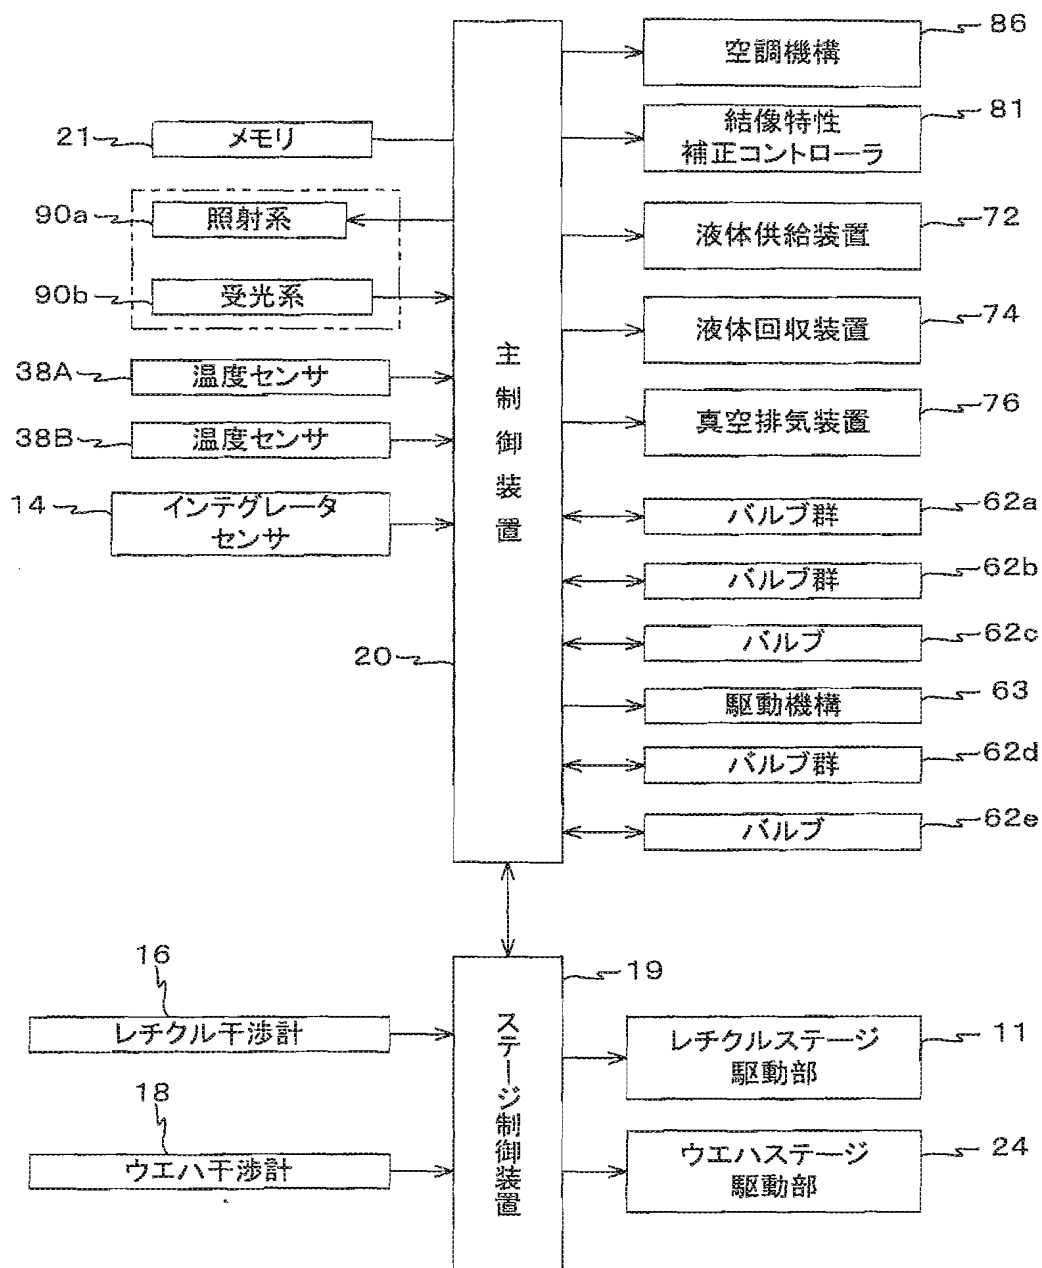 86
空調機構
81
結像特性
補正コントローラ
21
メモリ
90a
照射系
72
液体供給装置
90b
受光系
74
液体回収装置
主制御装置
38A
温度センサ
76
真空排気装置
38B
温度センサ
14
インテグレータ
センサ
62a
バルブ群
62b
バルブ群
20
62c
バルブ
63
駆動機構
62d
バルブ群
62e
バルブ
16
レチクル干渉計
19
ステージ制御装置
11
レチクルステージ
駆動部
18
ウエハ干渉計
24
ウエハステージ
駆動部